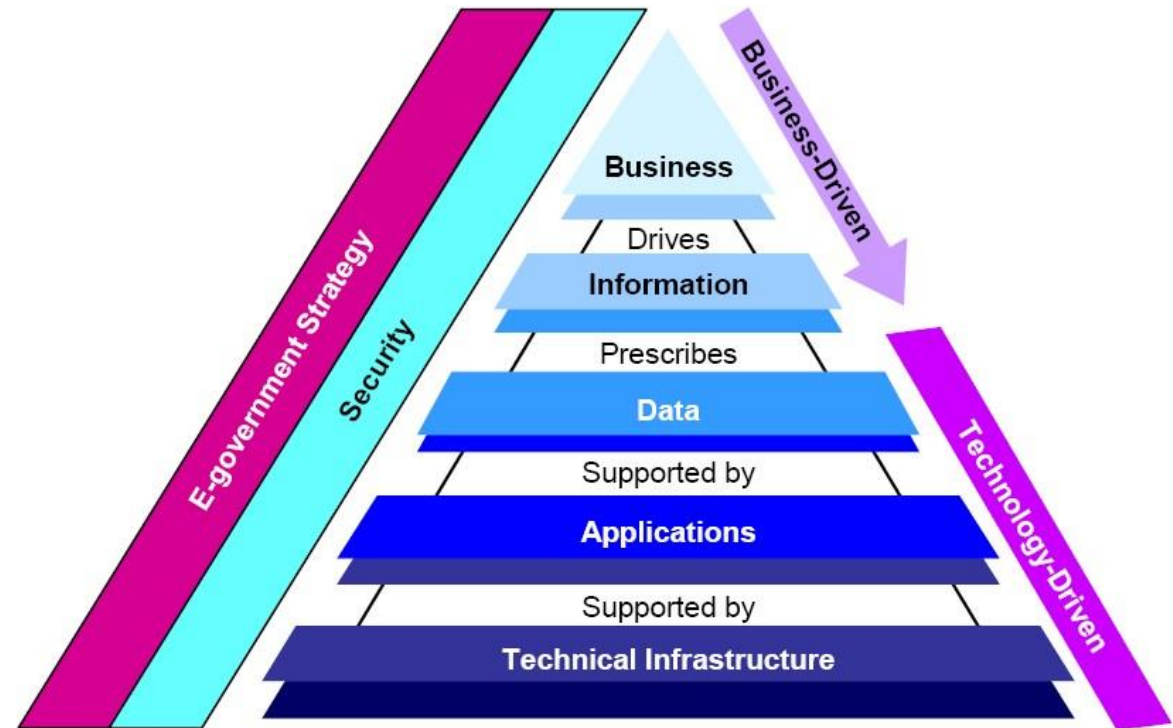 E-government Strategy
Security
Business
Drives
Information
Prescribes
Data
Supported by
Applications
Supported by
Technical Infrastructure
Business-Driven
Technology-Driven